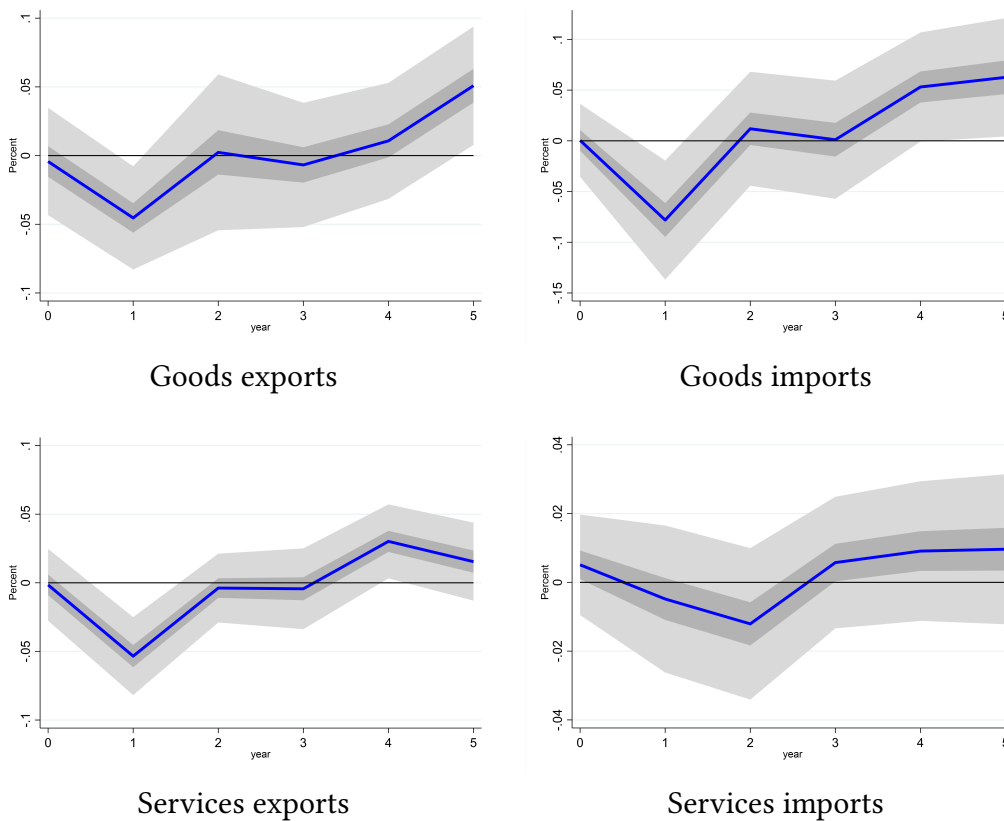 .1
.05
0
-.05
-.1
Percent
0 1 2 3 4 5
year
Goods exports
.1
.05
0
-.05
-.1
-.15
Percent
0 1 2 3 4 5
year
Goods imports
.1
.05
0
-.05
-.1
Percent
0 1 2 3 4 5
year
Services exports
.04
.02
0
-.02
-.04
Percent
0 1 2 3 4 5
year
Services imports